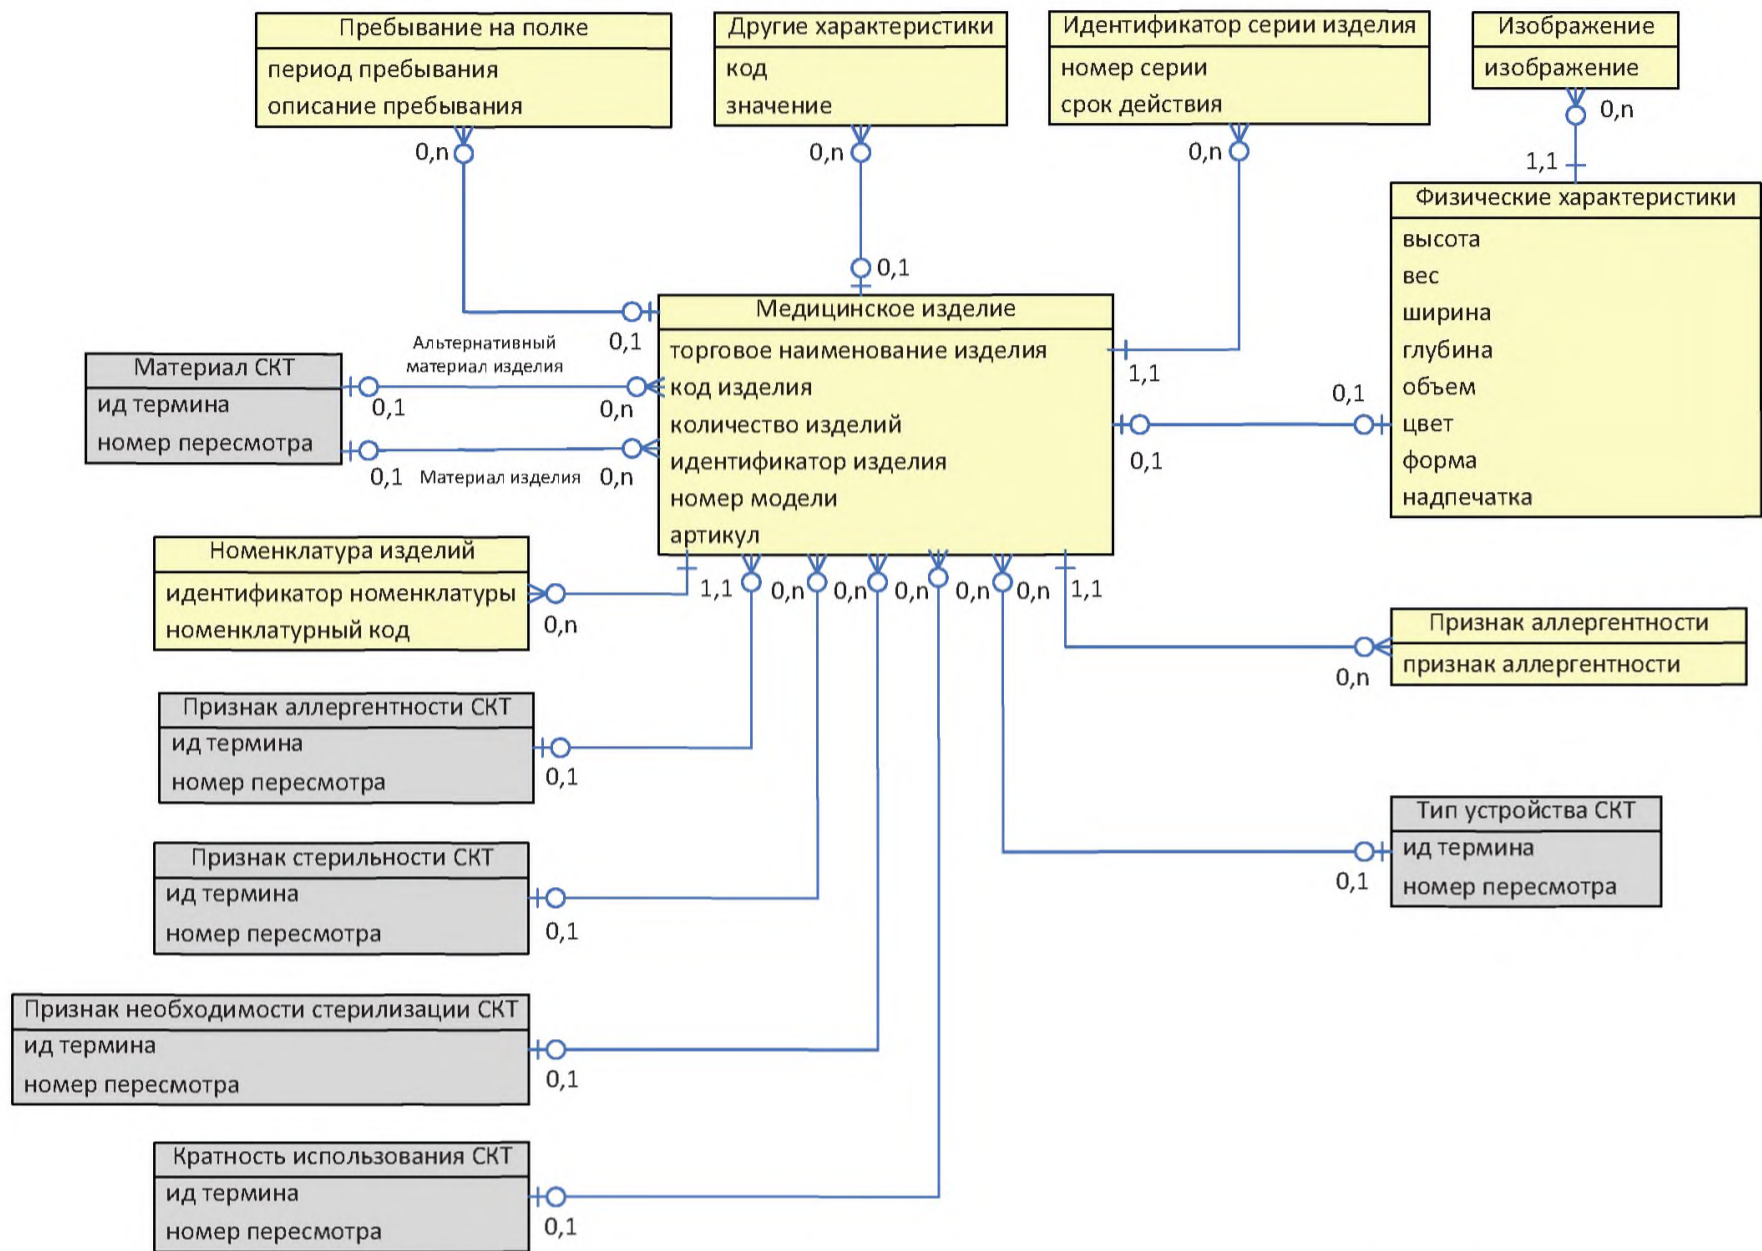 Пребывание на полке
период пребывания
описание пребывания
0,n
Другие характеристики
код
значение
0,n
Идентификатор серии изделия
номер серии
срок действия
0,n
Изображение
изображение
0,n
1,1
Физические характеристики
высота
вес
ширина
глубина
объем
цвет
форма
надпечатка
0,1
0,1
Медицинское изделие
торговое наименование изделия
код изделия
количество изделий
идентификатор изделия
номер модели
артикул
0,1
1,1
0,1
Альтернативный
материал изделия
Материал СКТ
ид термина
номер пересмотра
0,1
0,n
0,1
Материал изделия
0,n
Номенклатура изделий
идентификатор номенклатуры
номенклатурный код
0,n
1,1
0,n
0,n
0,n
0,n
0,n
1,1
Признак аллергентности
признак аллергентности
0,n
Признак аллергентности СКТ
ид термина
номер пересмотра
0,1
Тип устройства СКТ
ид термина
номер пересмотра
0,1
Признак стерильности СКТ
ид термина
номер пересмотра
0,1
Признак необходимости стерилизации СКТ
ид термина
номер пересмотра
0,1
Кратность использования СКТ
ид термина
номер пересмотра
0,1